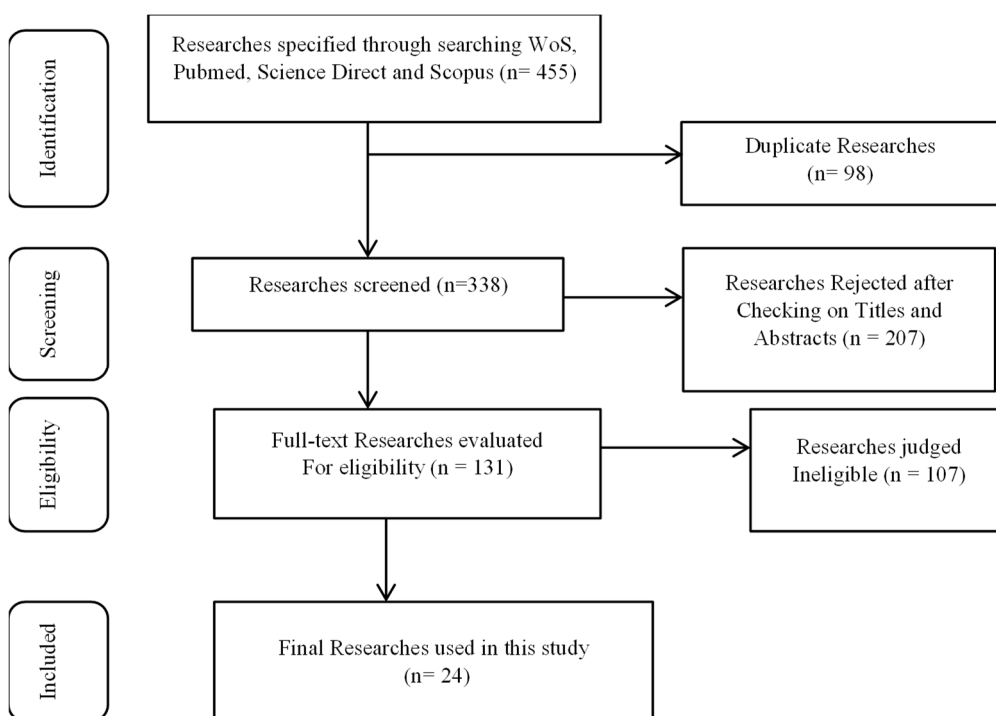 Identification
Researches specified through searching WoS,
Pubmed, Science Direct and Scopus (n= 455)
Duplicate Researches
(n= 98)
Screening
Researches screened (n=338)
Researches Rejected after
Checking on Titles and
Abstracts (n = 207)
Eligibility
Full-text Researches evaluated
For eligibility (n = 131)
Researches judged
Ineligible (n = 107)
Included
Final Researches used in this study
(n= 24)